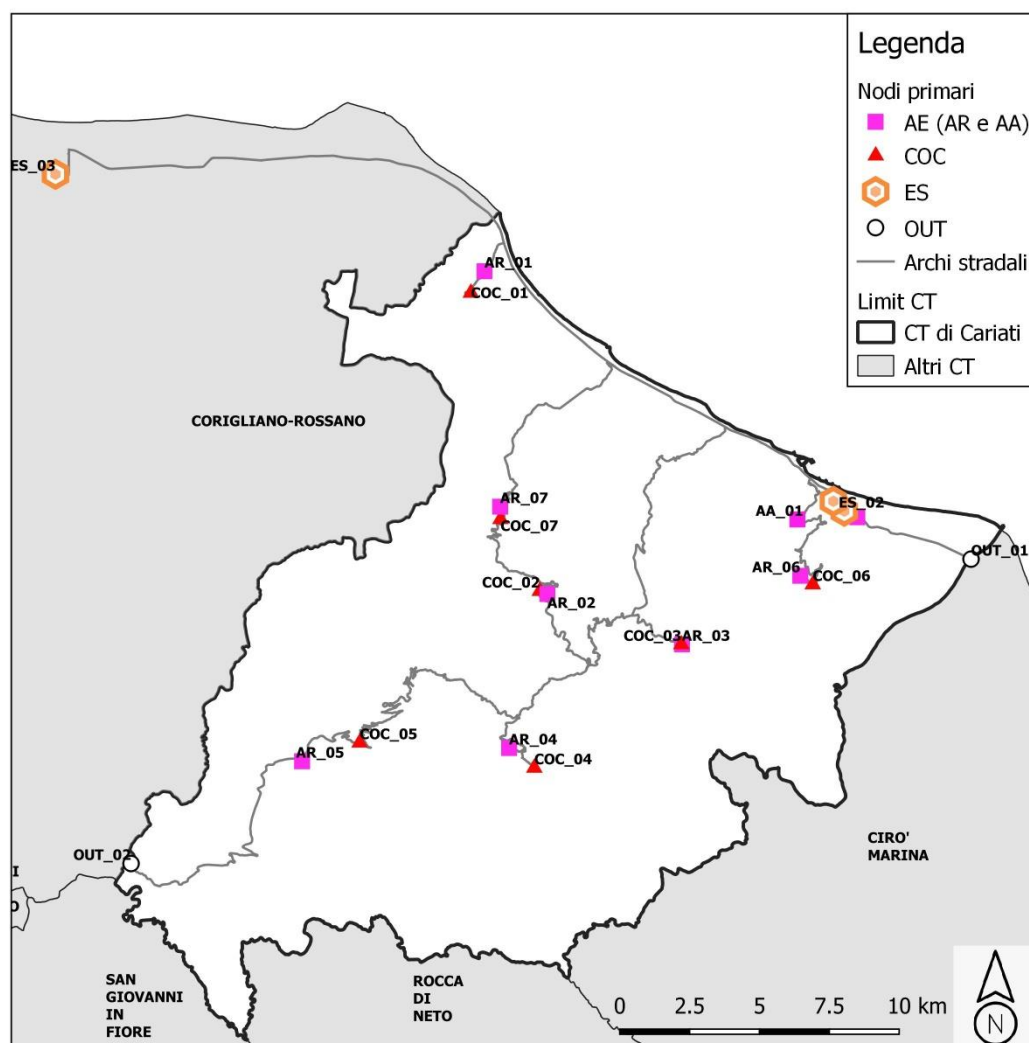 Legenda
Nodi primari
AE (AR e AA)
COC
ES
OUT
Archi stradali
Limit CT
CT di Cariati
Altri CT
ES_03
AR_01
COC_01
CORIGLIANO-ROSSANO
AR_07
COC_07
AA_01
ES_02
OUT_01
COC_02
AR_02
AR_06
COC_06
COC_03
AR_03
COC_05
AR_05
AR_04
COC_04
OUT_02
CIRO'
MARINA
I
O
SAN
GIOVANNI
IN
FIORE
ROCCA
DI
NETO
0 2.5 5 7.5 10 km
N